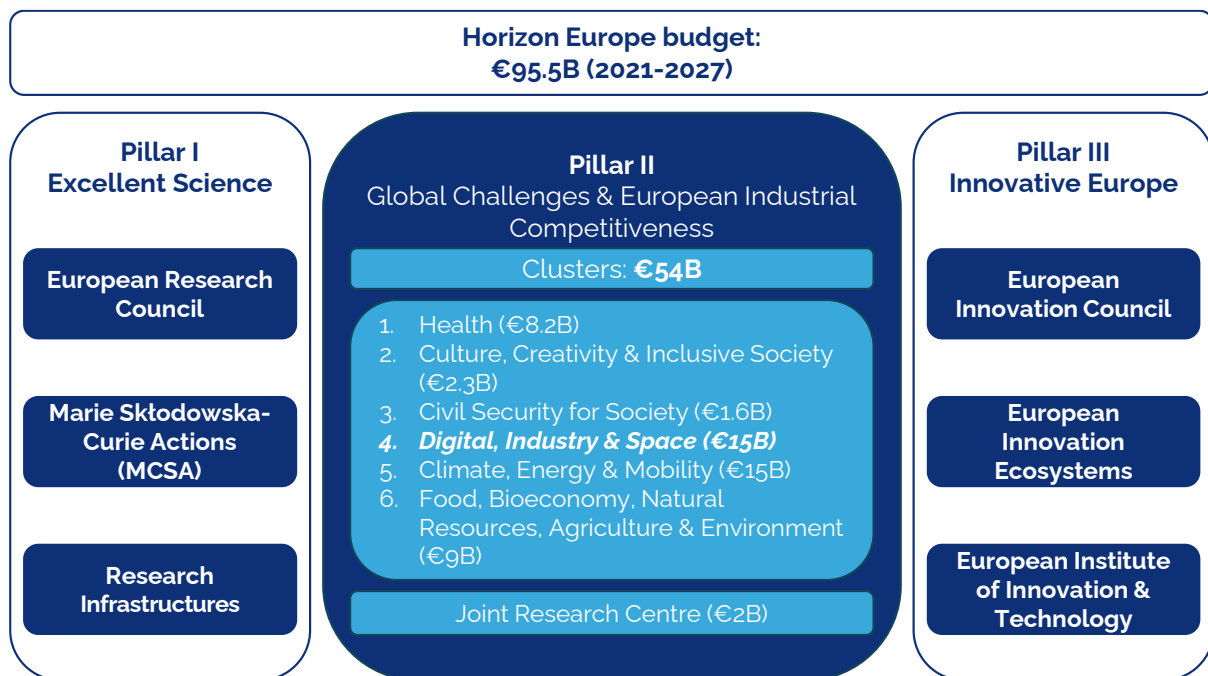 Horizon Europe budget:
€95.5B (2021-2027)
Pillar I
Excellent Science
European Research
Council
Marie Skłodowska-
Curie Actions
(MCSA)
Research
Infrastructures
Pillar II
Global Challenges & European Industrial
Competitiveness
Clusters: €54B
1. Health (€8.2B)
2. Culture, Creativity & Inclusive Society
(€2.3B)
3. Civil Security for Society (€1.6B)
4. Digital, Industry & Space (€15B)
5. Climate, Energy & Mobility (€15B)
6. Food, Bioeconomy, Natural
Resources, Agriculture & Environment
(€9B)
Joint Research Centre (€2B)
Pillar III
Innovative Europe
European
Innovation Council
European
Innovation
Ecosystems
European Institute
of Innovation &
Technology